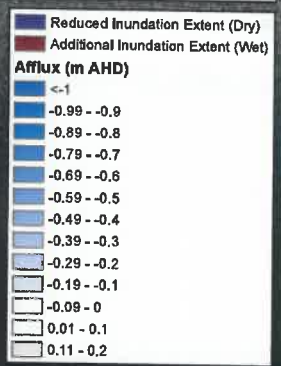 Reduced Inundation Extent (Dry)
Additional Inundation Extent (Wet)
Afflux (m AHD)
<-1
-0.99 - -0.9
-0.89 - -0.8
-0.79 - -0.7
-0.69 - -0.6
-0.59 - -0.5
-0.49 - -0.4
-0.39 - -0.3
-0.29 - -0.2
-0.19 - -0.1
-0.09 - 0
0.01 - 0.1
0.11 - 0.2